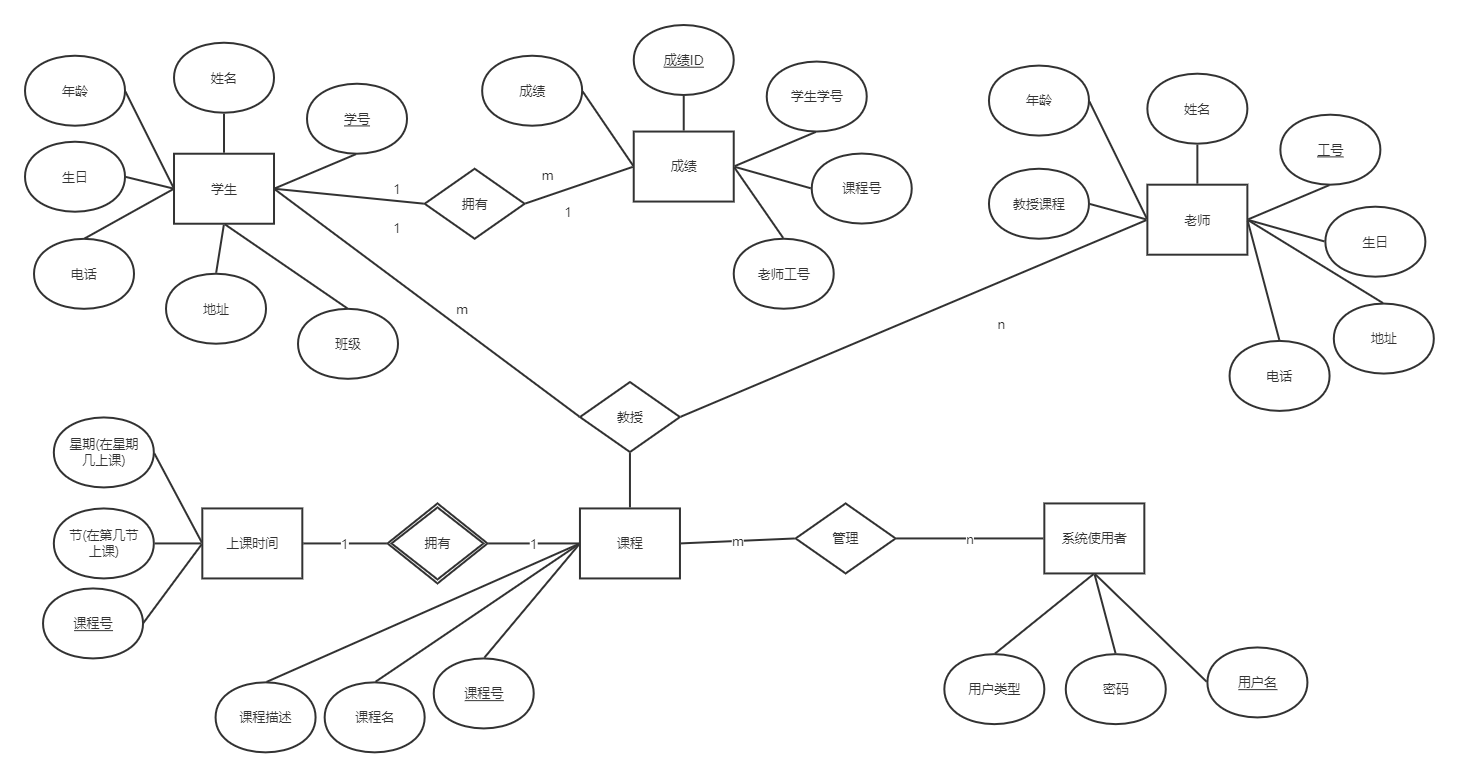 成绩ID
姓名
年龄
成绩
学生学号
年龄
姓名
学号
工号
生日
学生
成绩
课程号
1
m
拥有
1
1
教授课程
老师
生日
电话
老师工号
地址
班级
m
n
地址
电话
教授
星期(在星期
几上课)
节(在第几节
上课)
课程号
上课时间
1
拥有
1
课程
m
管理
n
系统使用者
课程描述
课程名
课程号
用户类型
密码
用户名